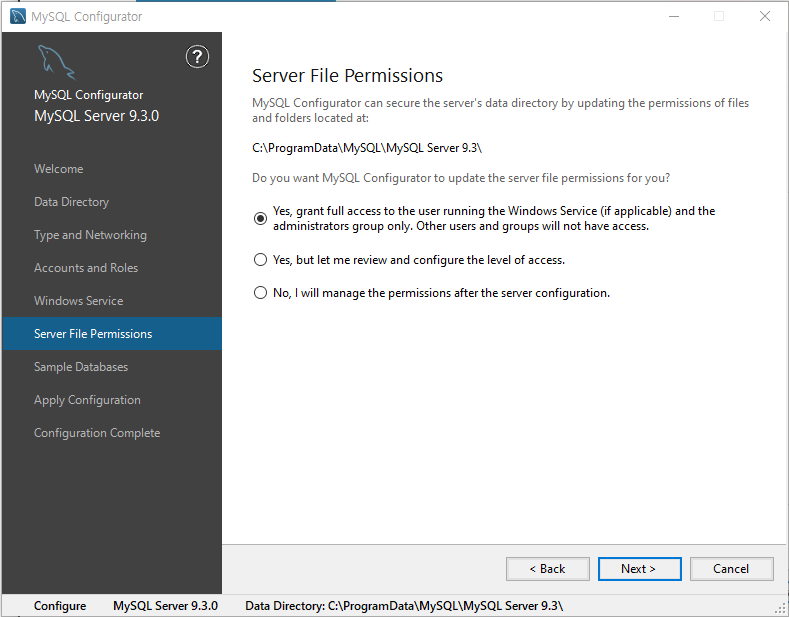 MySQL Configurator
?
MySQL Configurator
MySQL Server 9.3.0
Welcome
Data Directory
Type and Networking
Accounts and Roles
Windows Service
Server File Permissions
Sample Databases
Apply Configuration
Configuration Complete
Server File Permissions
MySQL Configurator can secure the server's data directory by updating the permissions of files
and folders located at:
C:\ProgramData\MySQL\MySQL Server 9.3\
Do you want MySQL Configurator to update the server file permissions for you?
Yes, grant full access to the user running the Windows Service (if applicable) and the
administrators group only. Other users and groups will not have access.
Yes, but let me review and configure the level of access.
No, I will manage the permissions after the server configuration.
< Back
Next >
Cancel
Configure MySQL Server 9.3.0 Data Directory: C:\ProgramData\MySQL\MySQL Server 9.3\